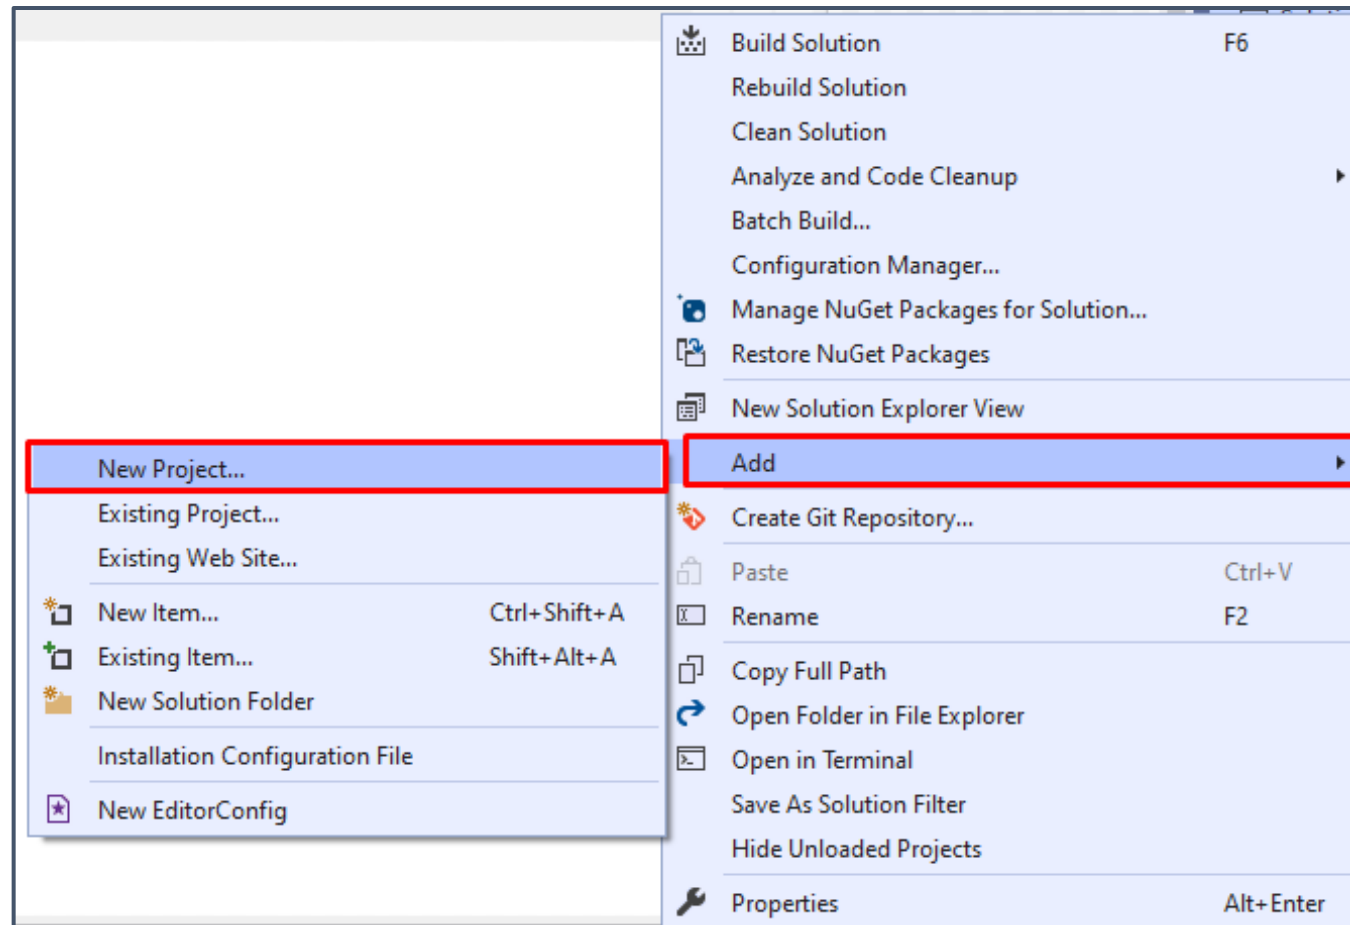 Build Solution F6
Rebuild Solution
Clean Solution
Analyze and Code Cleanup
Batch Build...
Configuration Manager...
Manage NuGet Packages for Solution...
Restore NuGet Packages
New Solution Explorer View
Add
Create Git Repository...
Paste Ctrl+V
Rename F2
Copy Full Path
Open Folder in File Explorer
Open in Terminal
Save As Solution Filter
Hide Unloaded Projects
Properties Alt+Enter
New Project...
Existing Project...
Existing Web Site...
New Item... Ctrl+Shift+A
Existing Item... Shift+Alt+A
New Solution Folder
Installation Configuration File
New EditorConfig